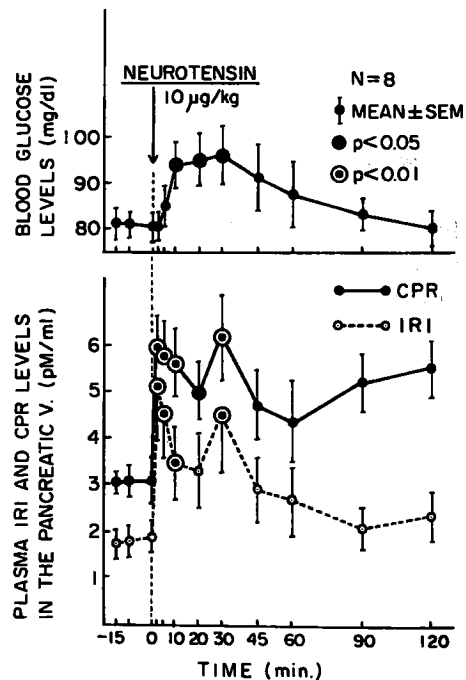 NEUROTENSIN
10 μg/kg
N=8
MEAN±SEM
p<0.05
p<0.01
BLOOD GLUCOSE
LEVELS (mg/dl)
100
90
80
CPR
IRI
PLASMA IRI AND CPR LEVELS
IN THE PANCREATIC V. (pM/ml)
6
5
4
3
2
1
-15 0 10 20 30 45 60 90 120
TIME (min.)